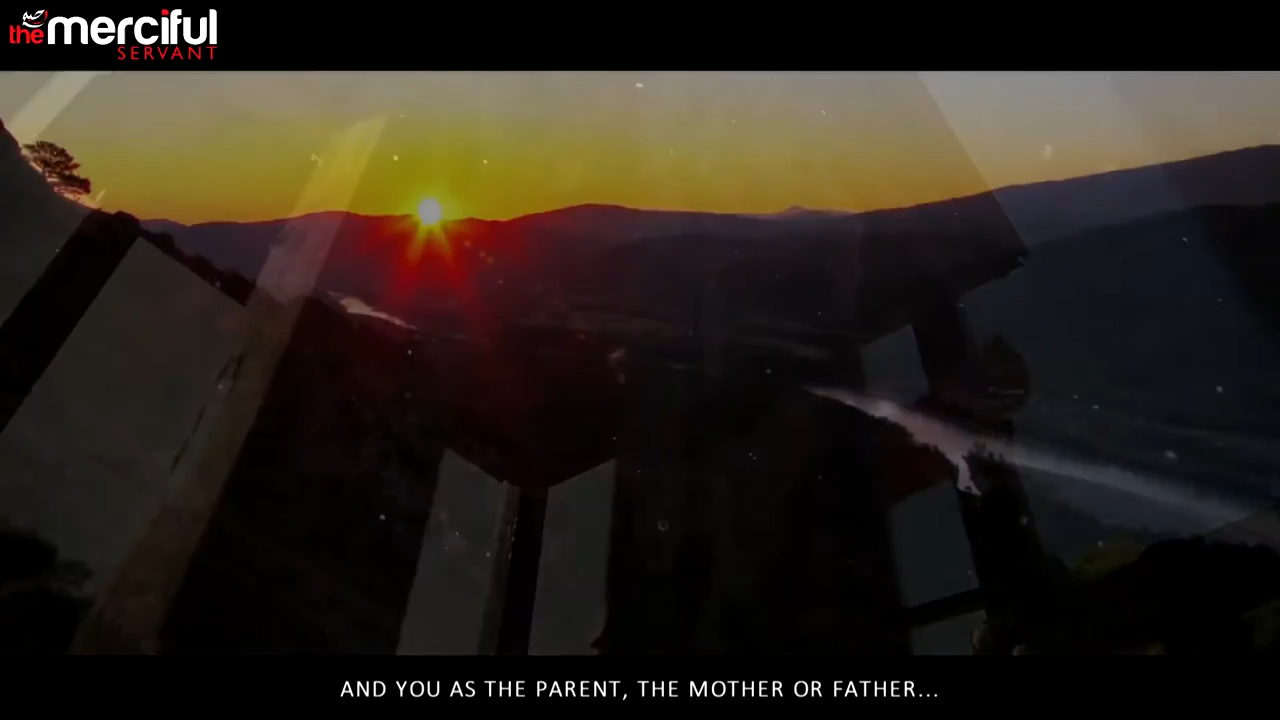 the merciful
SERVANT
AND YOU AS THE PARENT, THE MOTHER OR FATHER...